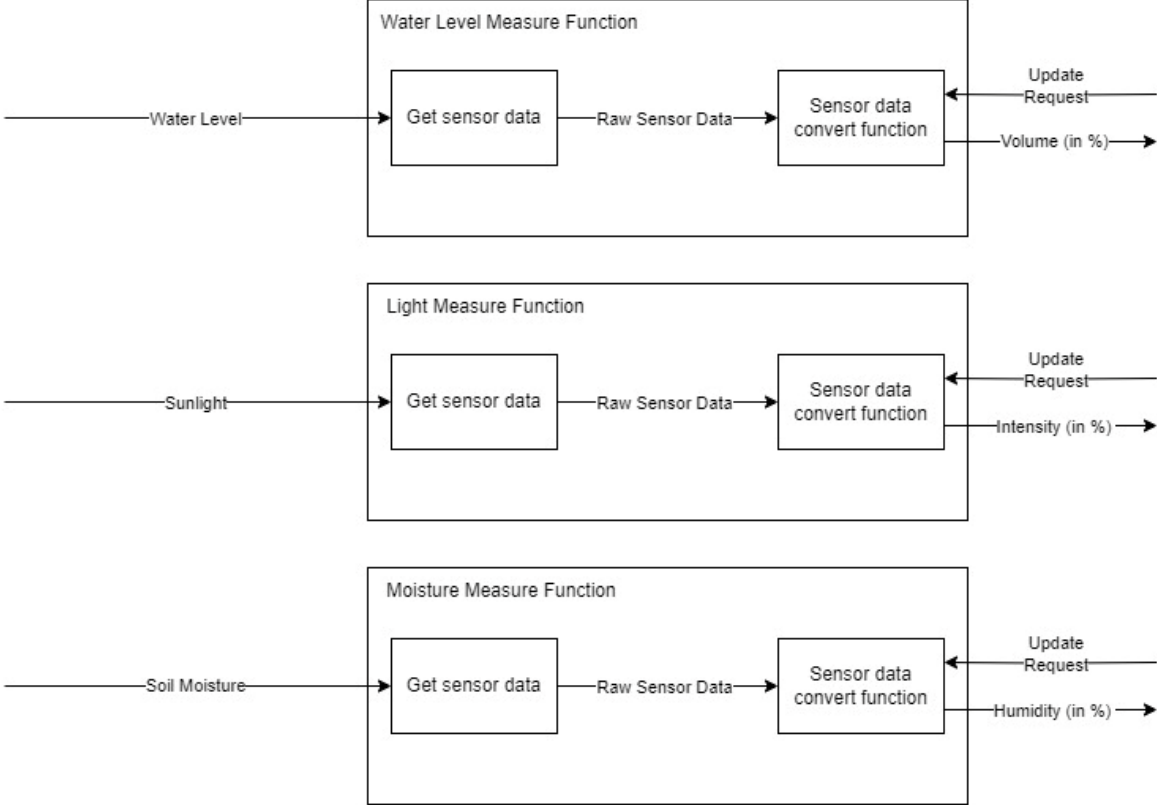 Water Level Measure Function
Update
Request
Water Level
Get sensor data
Raw Sensor Data
Sensor data
convert function
Volume (in %)
Light Measure Function
Update
Request
Sunlight
Get sensor data
Raw Sensor Data
Sensor data
convert function
Intensity (in %)
Moisture Measure Function
Update
Request
Soil Moisture
Get sensor data
Raw Sensor Data
Sensor data
convert function
Humidity (in %)